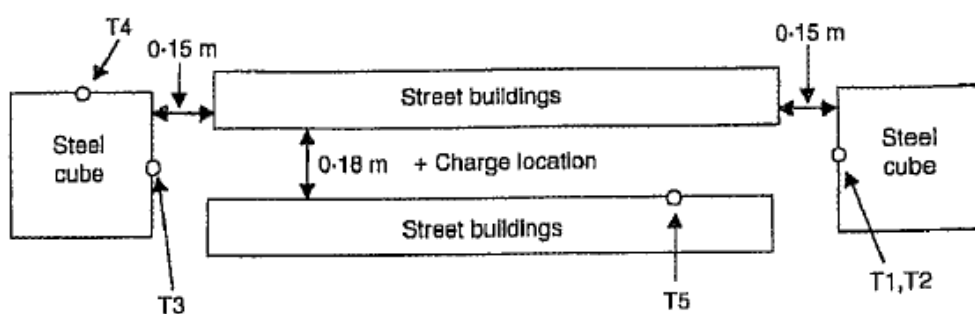 T4
0·15 m
0·15 m
Street buildings
Steel
cube
0·18 m
+ Charge location
Steel
cube
Street buildings
T3
T5
T1,T2